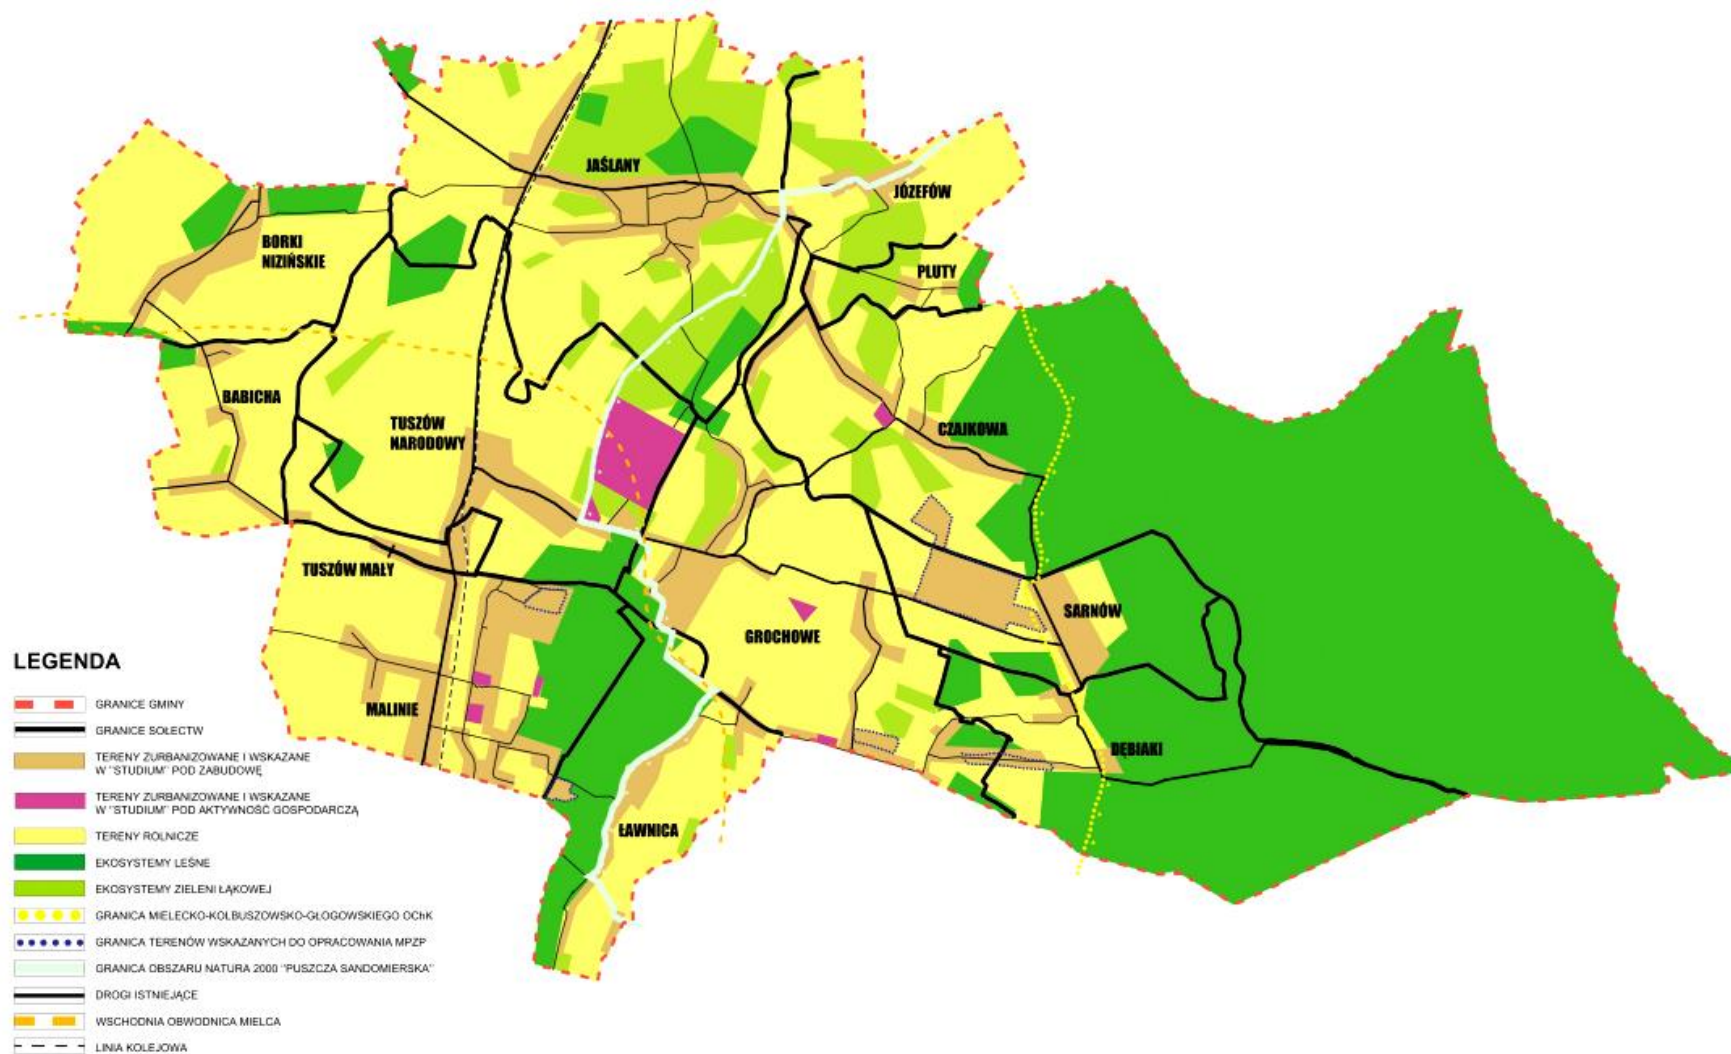 JAŚLANY
JÓZEFÓW
BORKI
NIZIŃSKIE
PLUTY
BABICHA
TUSZÓW
NARODOWY
CZAJKOWA
TUSZÓW MAŁY
SARNÓW
GROCHOWE
MALINIE
DĘBIAKI
ŁAWNICA
LEGENDA
GRANICE GMINY
GRANICE SOŁECTW
TERENY ZURBANIZOWANE I WSKAZANE
W "STUDIUM" POD ZABUDOWĘ
TERENY ZURBANIZOWANE I WSKAZANE
W "STUDIUM" POD AKTYWNOŚĆ GOSPODARCZĄ
TERENY ROLNICZE
EKOSYSTEMY LEŚNE
EKOSYSTEMY ZIELENI ŁĄKOWEJ
GRANICA MIELECKO-KOLBUSZOWSKO-GŁOGOWSKIEGO OChK
GRANICA TERENÓW WSKAZANYCH DO OPRACOWANIA MPZP
GRANICA OBSZARU NATURA 2000 "PUSZCZA SANDOMIERSKA"
DROGI ISTNIEJĄCE
WSCHODNIA OBWODNICA MIELCA
LINIA KOLEJOWA